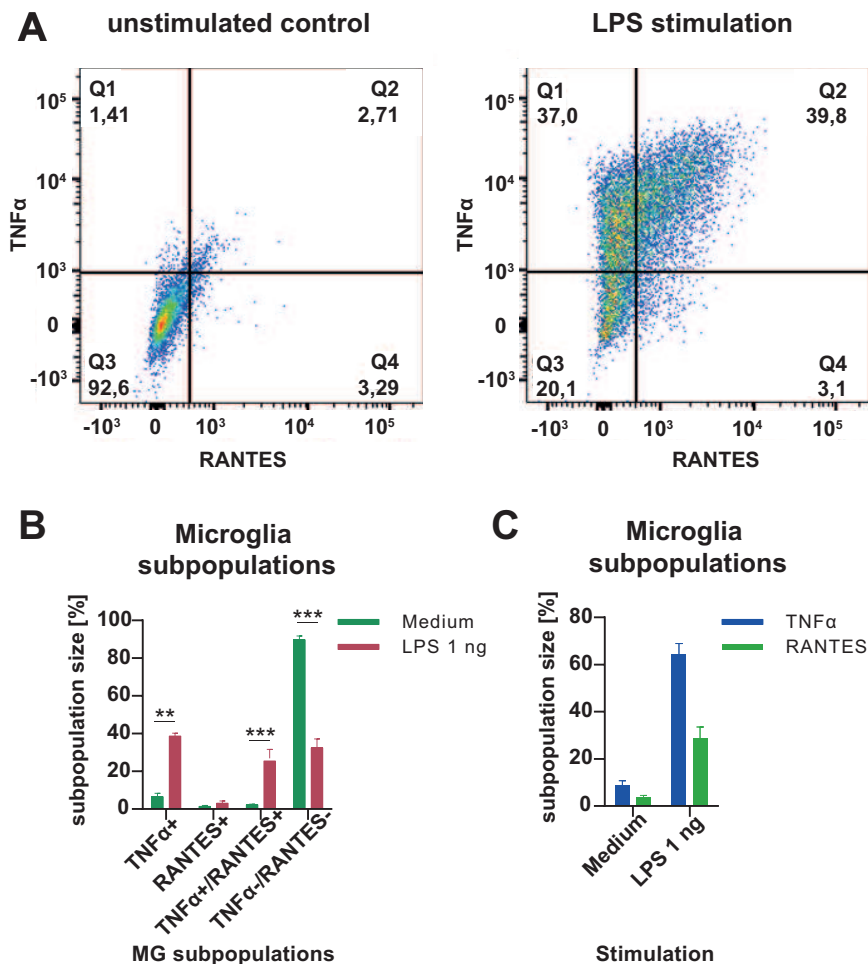 A
unstimulated control
LPS stimulation
Q1
1,41
Q2
2,71
Q3
92,6
Q4
3,29
10⁵
10⁴
10³
0
-10³
TNFα
-10³ 0 10³ 10⁴ 10⁵
RANTES
Q1
37,0
Q2
39,8
Q3
20,1
Q4
3,1
10⁵
10⁴
10³
0
-10³
TNFα
-10³ 0 10³ 10⁴ 10⁵
RANTES
B
Microglia
subpopulations
subpopulation size [%]
100
80
60
40
20
0
**
***
***
Medium
LPS 1 ng
TNFα+
RANTES+
TNFα+/RANTES+
TNFα-/RANTES-
MG subpopulations
C
Microglia
subpopulations
subpopulation size [%]
80
60
40
20
0
TNFα
RANTES
Medium
LPS 1 ng
Stimulation